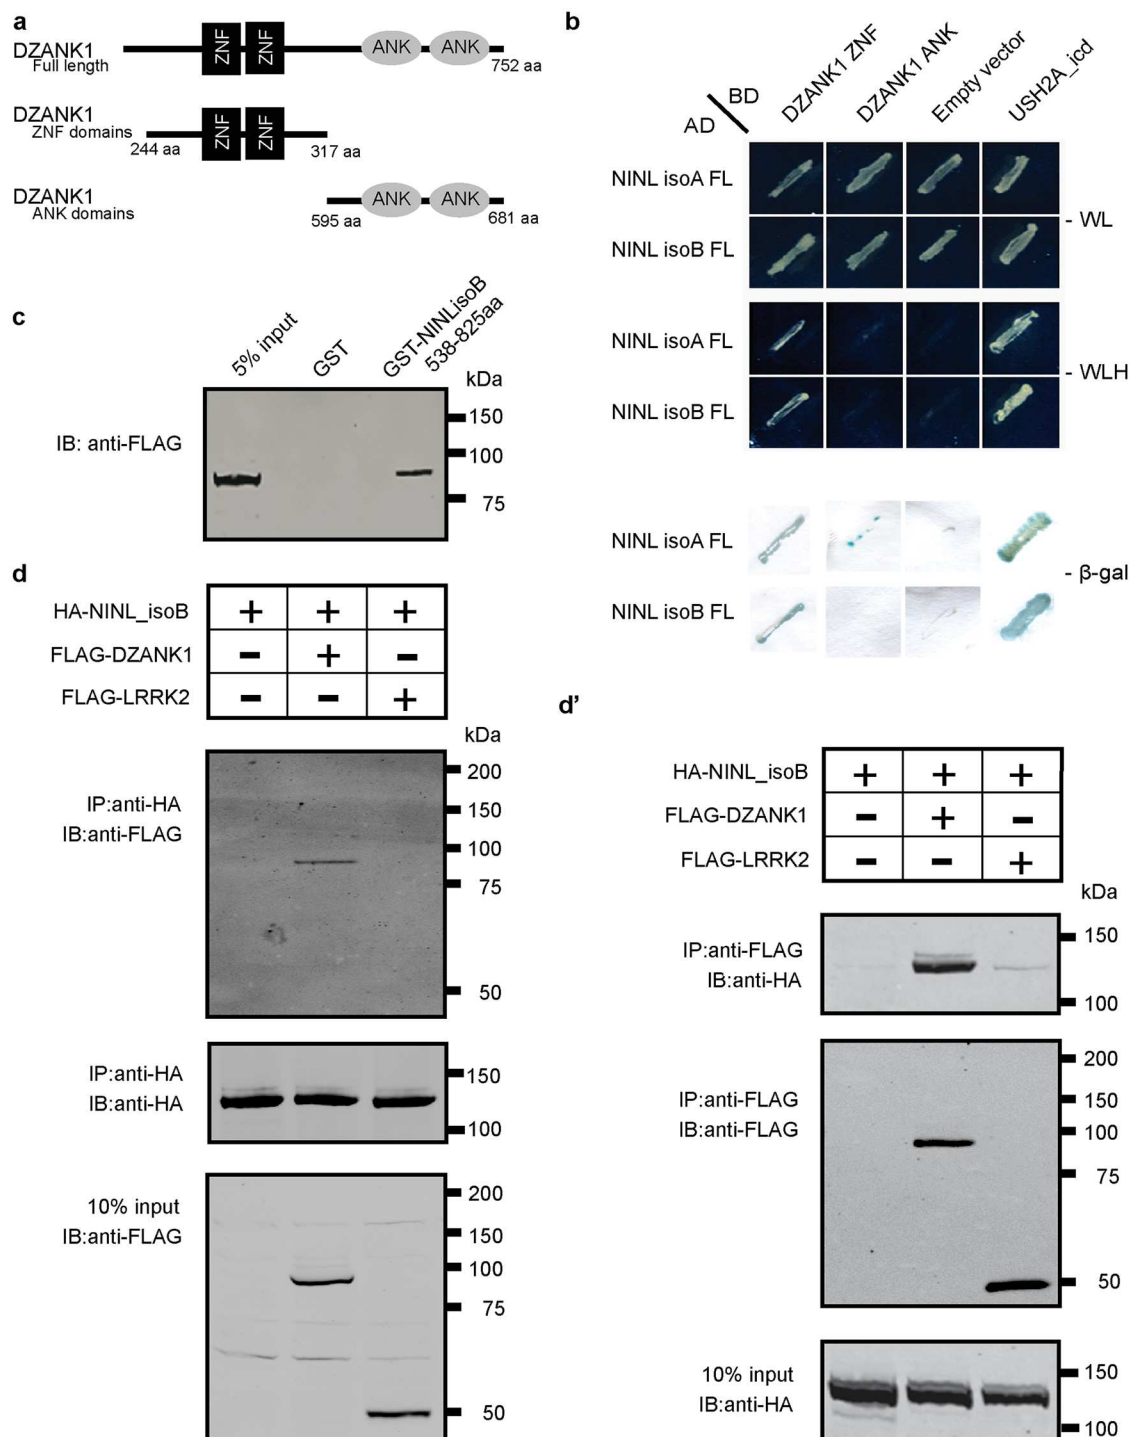 a
DZANK1
Full length
ZNF
ZNF
ANK
ANK
752 aa
DZANK1
ZNF domains
244 aa
ZNF
ZNF
317 aa
DZANK1
ANK domains
595 aa
ANK
ANK
681 aa
b
BD
AD
DZANK1 ZNF
DZANK1 ANK
Empty vector
USH2A_icd
NINL isoA FL
NINL isoB FL
- WL
NINL isoA FL
NINL isoB FL
- WLH
NINL isoA FL
NINL isoB FL
- β-gal
c
5% input
GST
GST-NINLisoB
538-825aa
kDa
IB: anti-FLAG
150
100
75
d
HA-NINL_isoB + + +
FLAG-DZANK1 - + -
FLAG-LRRK2 - - +
kDa
IP:anti-HA
IB:anti-FLAG
200
150
100
75
50
IP:anti-HA
IB:anti-HA
150
100
10% input
IB:anti-FLAG
200
150
100
75
50
d'
HA-NINL_isoB + + +
FLAG-DZANK1 - + -
FLAG-LRRK2 - - +
kDa
IP:anti-FLAG
IB:anti-HA
150
100
IP:anti-FLAG
IB:anti-FLAG
200
150
100
75
50
10% input
IB:anti-HA
150
100